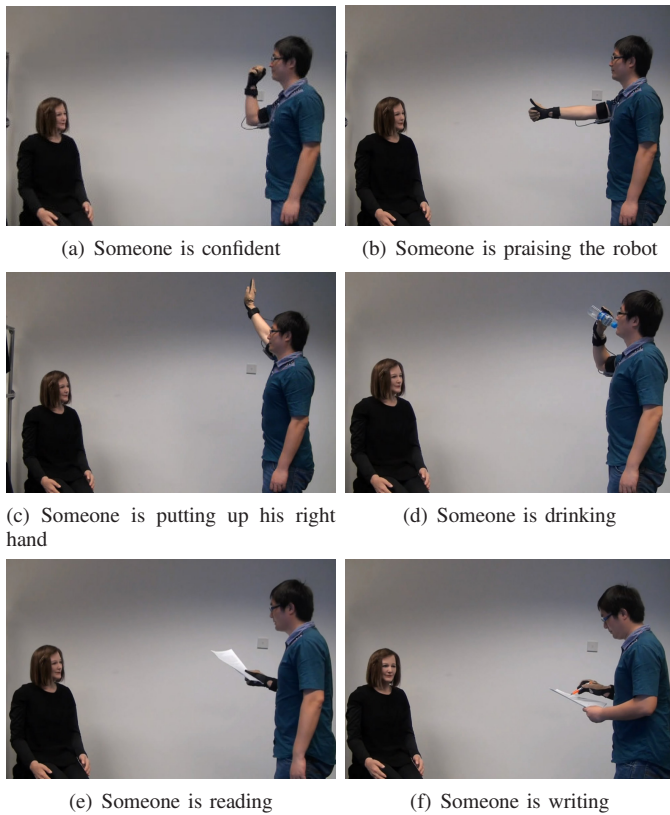 (a) Someone is confident
(b) Someone is praising the robot
(c) Someone is putting up his right
hand
(d) Someone is drinking
(e) Someone is reading
(f) Someone is writing